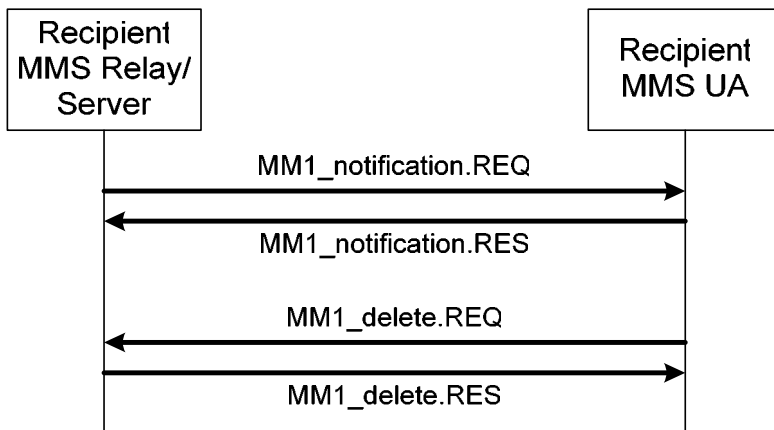 Recipient
MMS Relay/
Server
Recipient
MMS UA
MM1_notification.REQ
MM1_notification.RES
MM1_delete.REQ
MM1_delete.RES